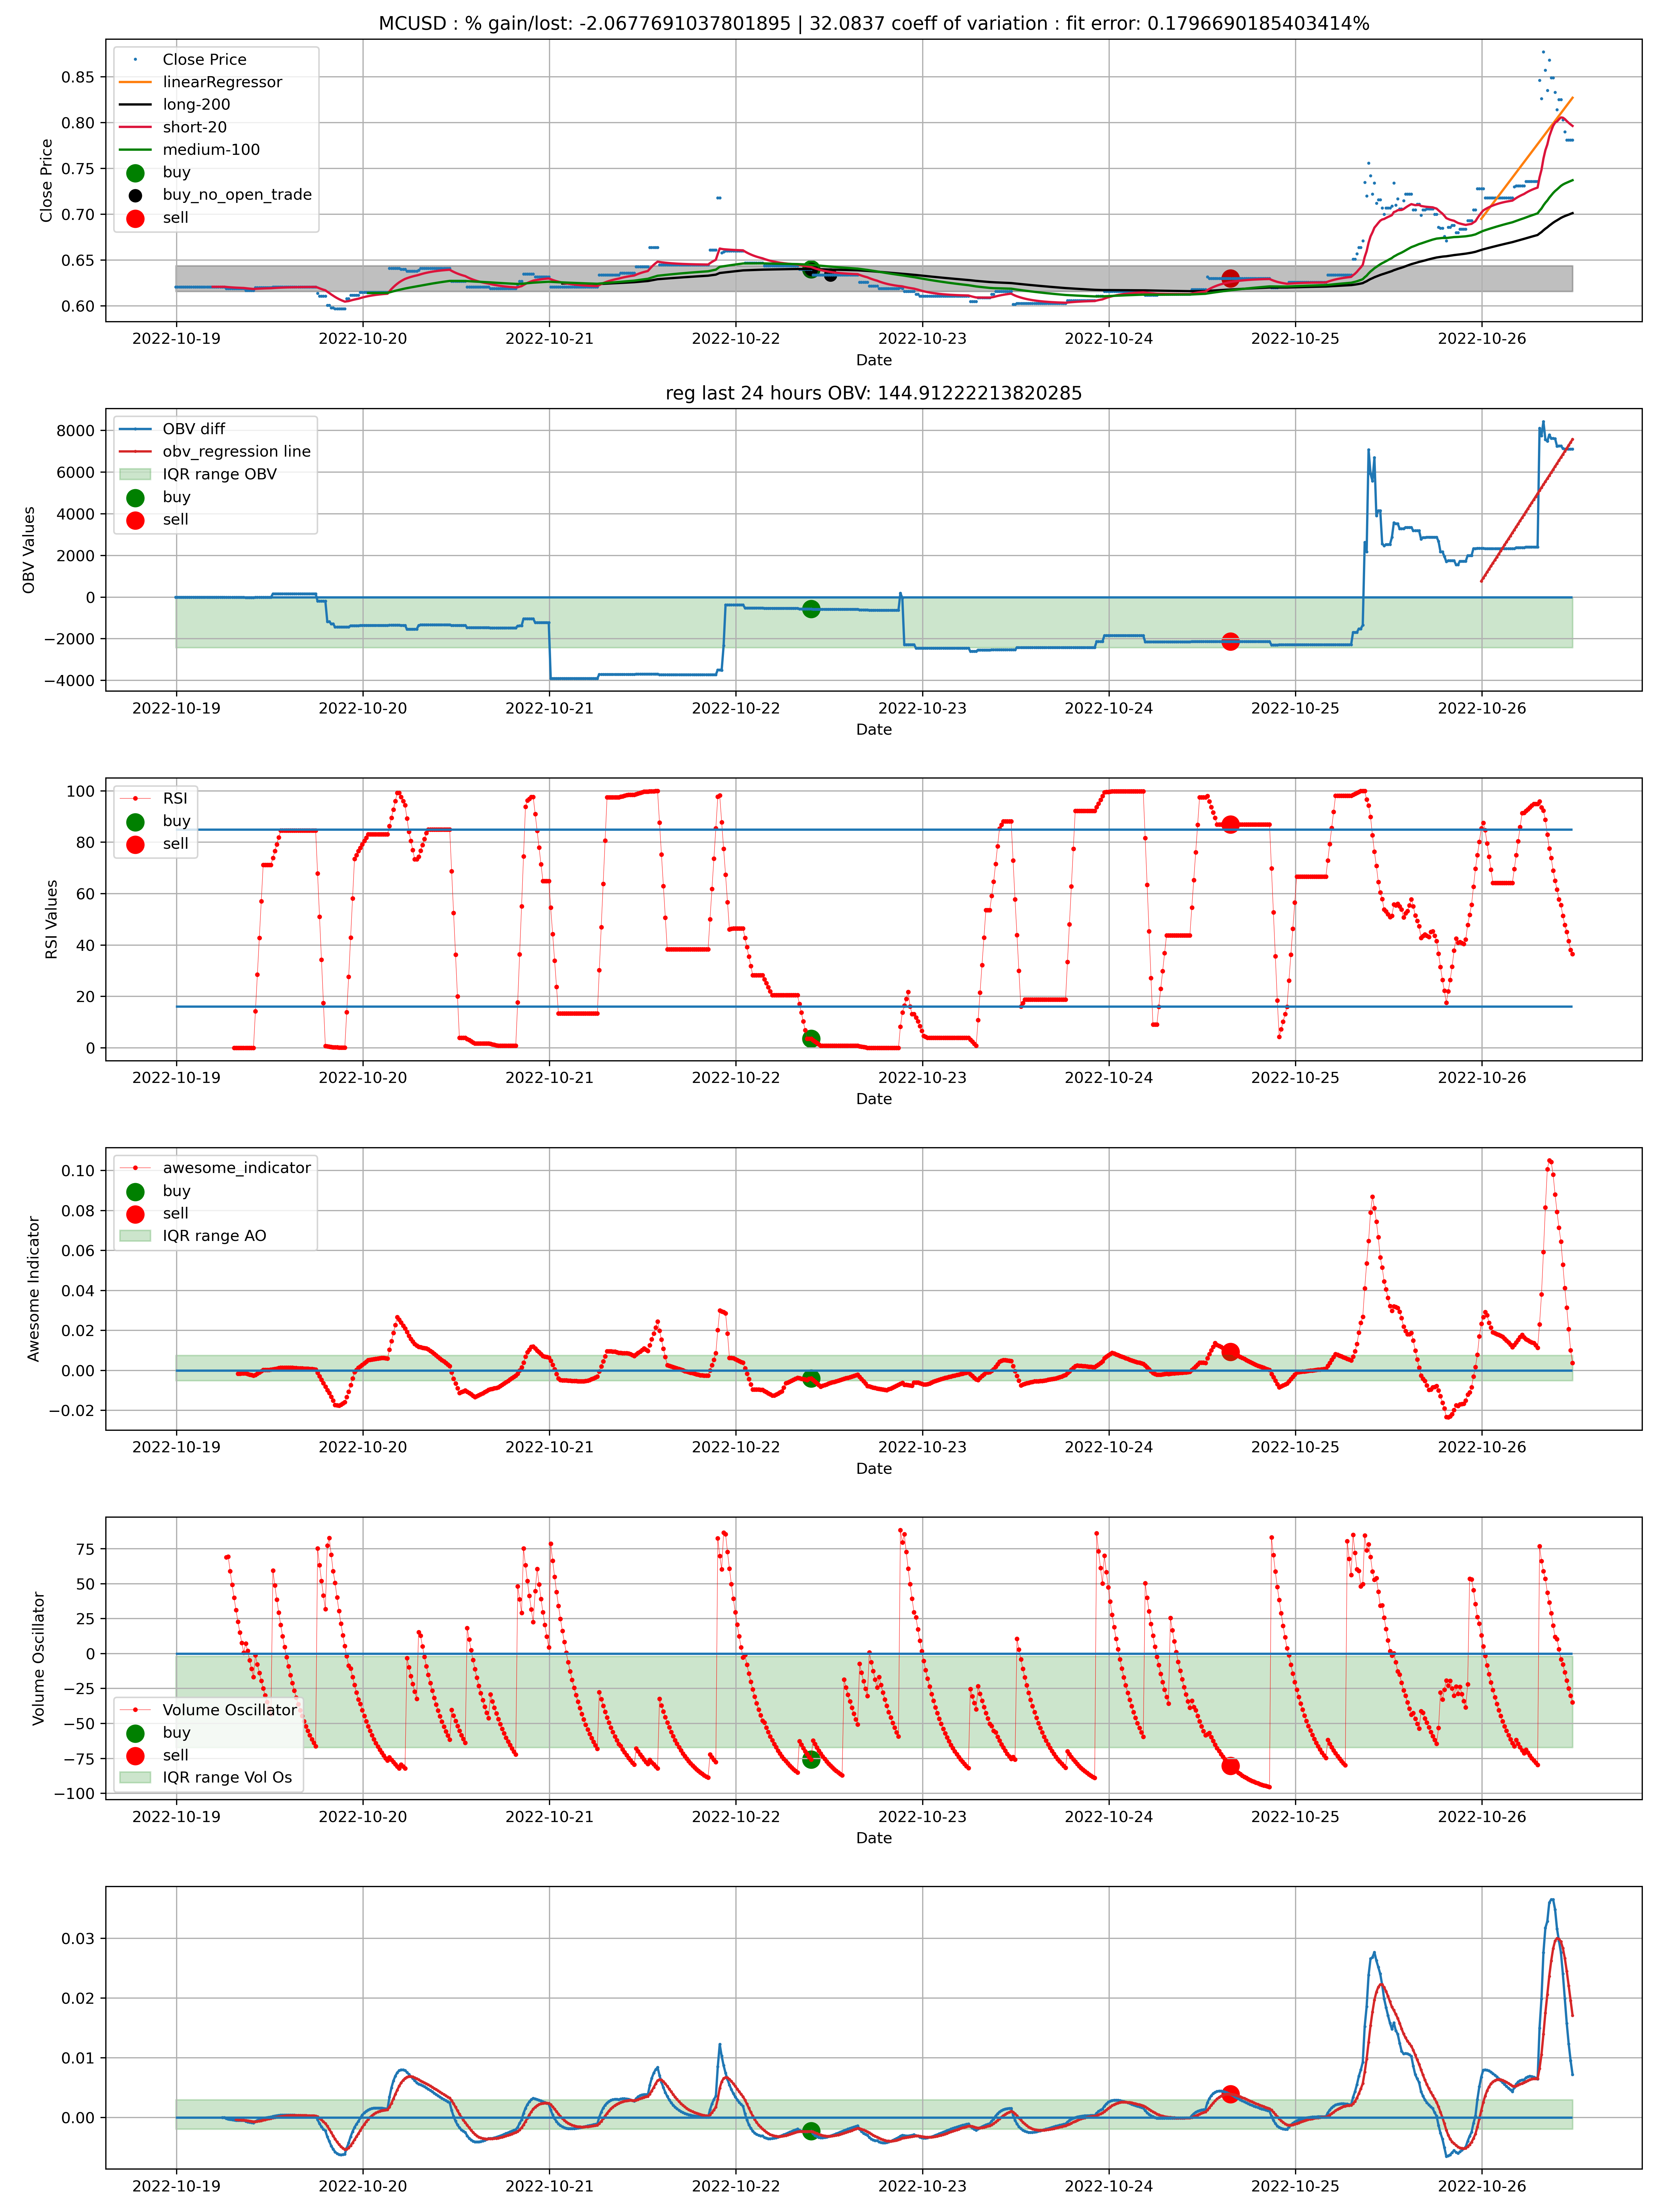 MCUSD : % gain/lost: -2.0677691037801895 | 32.0837 coeff of variation : fit error: 0.1796690185403414%
Close Price
linearRegressor
long-200
short-20
medium-100
buy
buy_no_open_trade
sell
0.85
0.80
0.75
0.70
0.65
0.60
Close Price
2022-10-19 2022-10-20 2022-10-21 2022-10-22 2022-10-23 2022-10-24 2022-10-25 2022-10-26
Date
reg last 24 hours OBV: 144.91222213820285
OBV diff
obv_regression line
IQR range OBV
buy
sell
8000
6000
4000
2000
0
−2000
−4000
OBV Values
2022-10-19 2022-10-20 2022-10-21 2022-10-22 2022-10-23 2022-10-24 2022-10-25 2022-10-26
Date
RSI
buy
sell
100
80
60
40
20
0
RSI Values
2022-10-19 2022-10-20 2022-10-21 2022-10-22 2022-10-23 2022-10-24 2022-10-25 2022-10-26
Date
awesome_indicator
buy
sell
IQR range AO
0.10
0.08
0.06
0.04
0.02
0.00
−0.02
Awesome Indicator
2022-10-19 2022-10-20 2022-10-21 2022-10-22 2022-10-23 2022-10-24 2022-10-25 2022-10-26
Date
75
50
25
0
−25
−50
−75
−100
Volume Oscillator
Volume Oscillator
buy
sell
IQR range Vol Os
2022-10-19 2022-10-20 2022-10-21 2022-10-22 2022-10-23 2022-10-24 2022-10-25 2022-10-26
Date
0.03
0.02
0.01
0.00
2022-10-19 2022-10-20 2022-10-21 2022-10-22 2022-10-23 2022-10-24 2022-10-25 2022-10-26